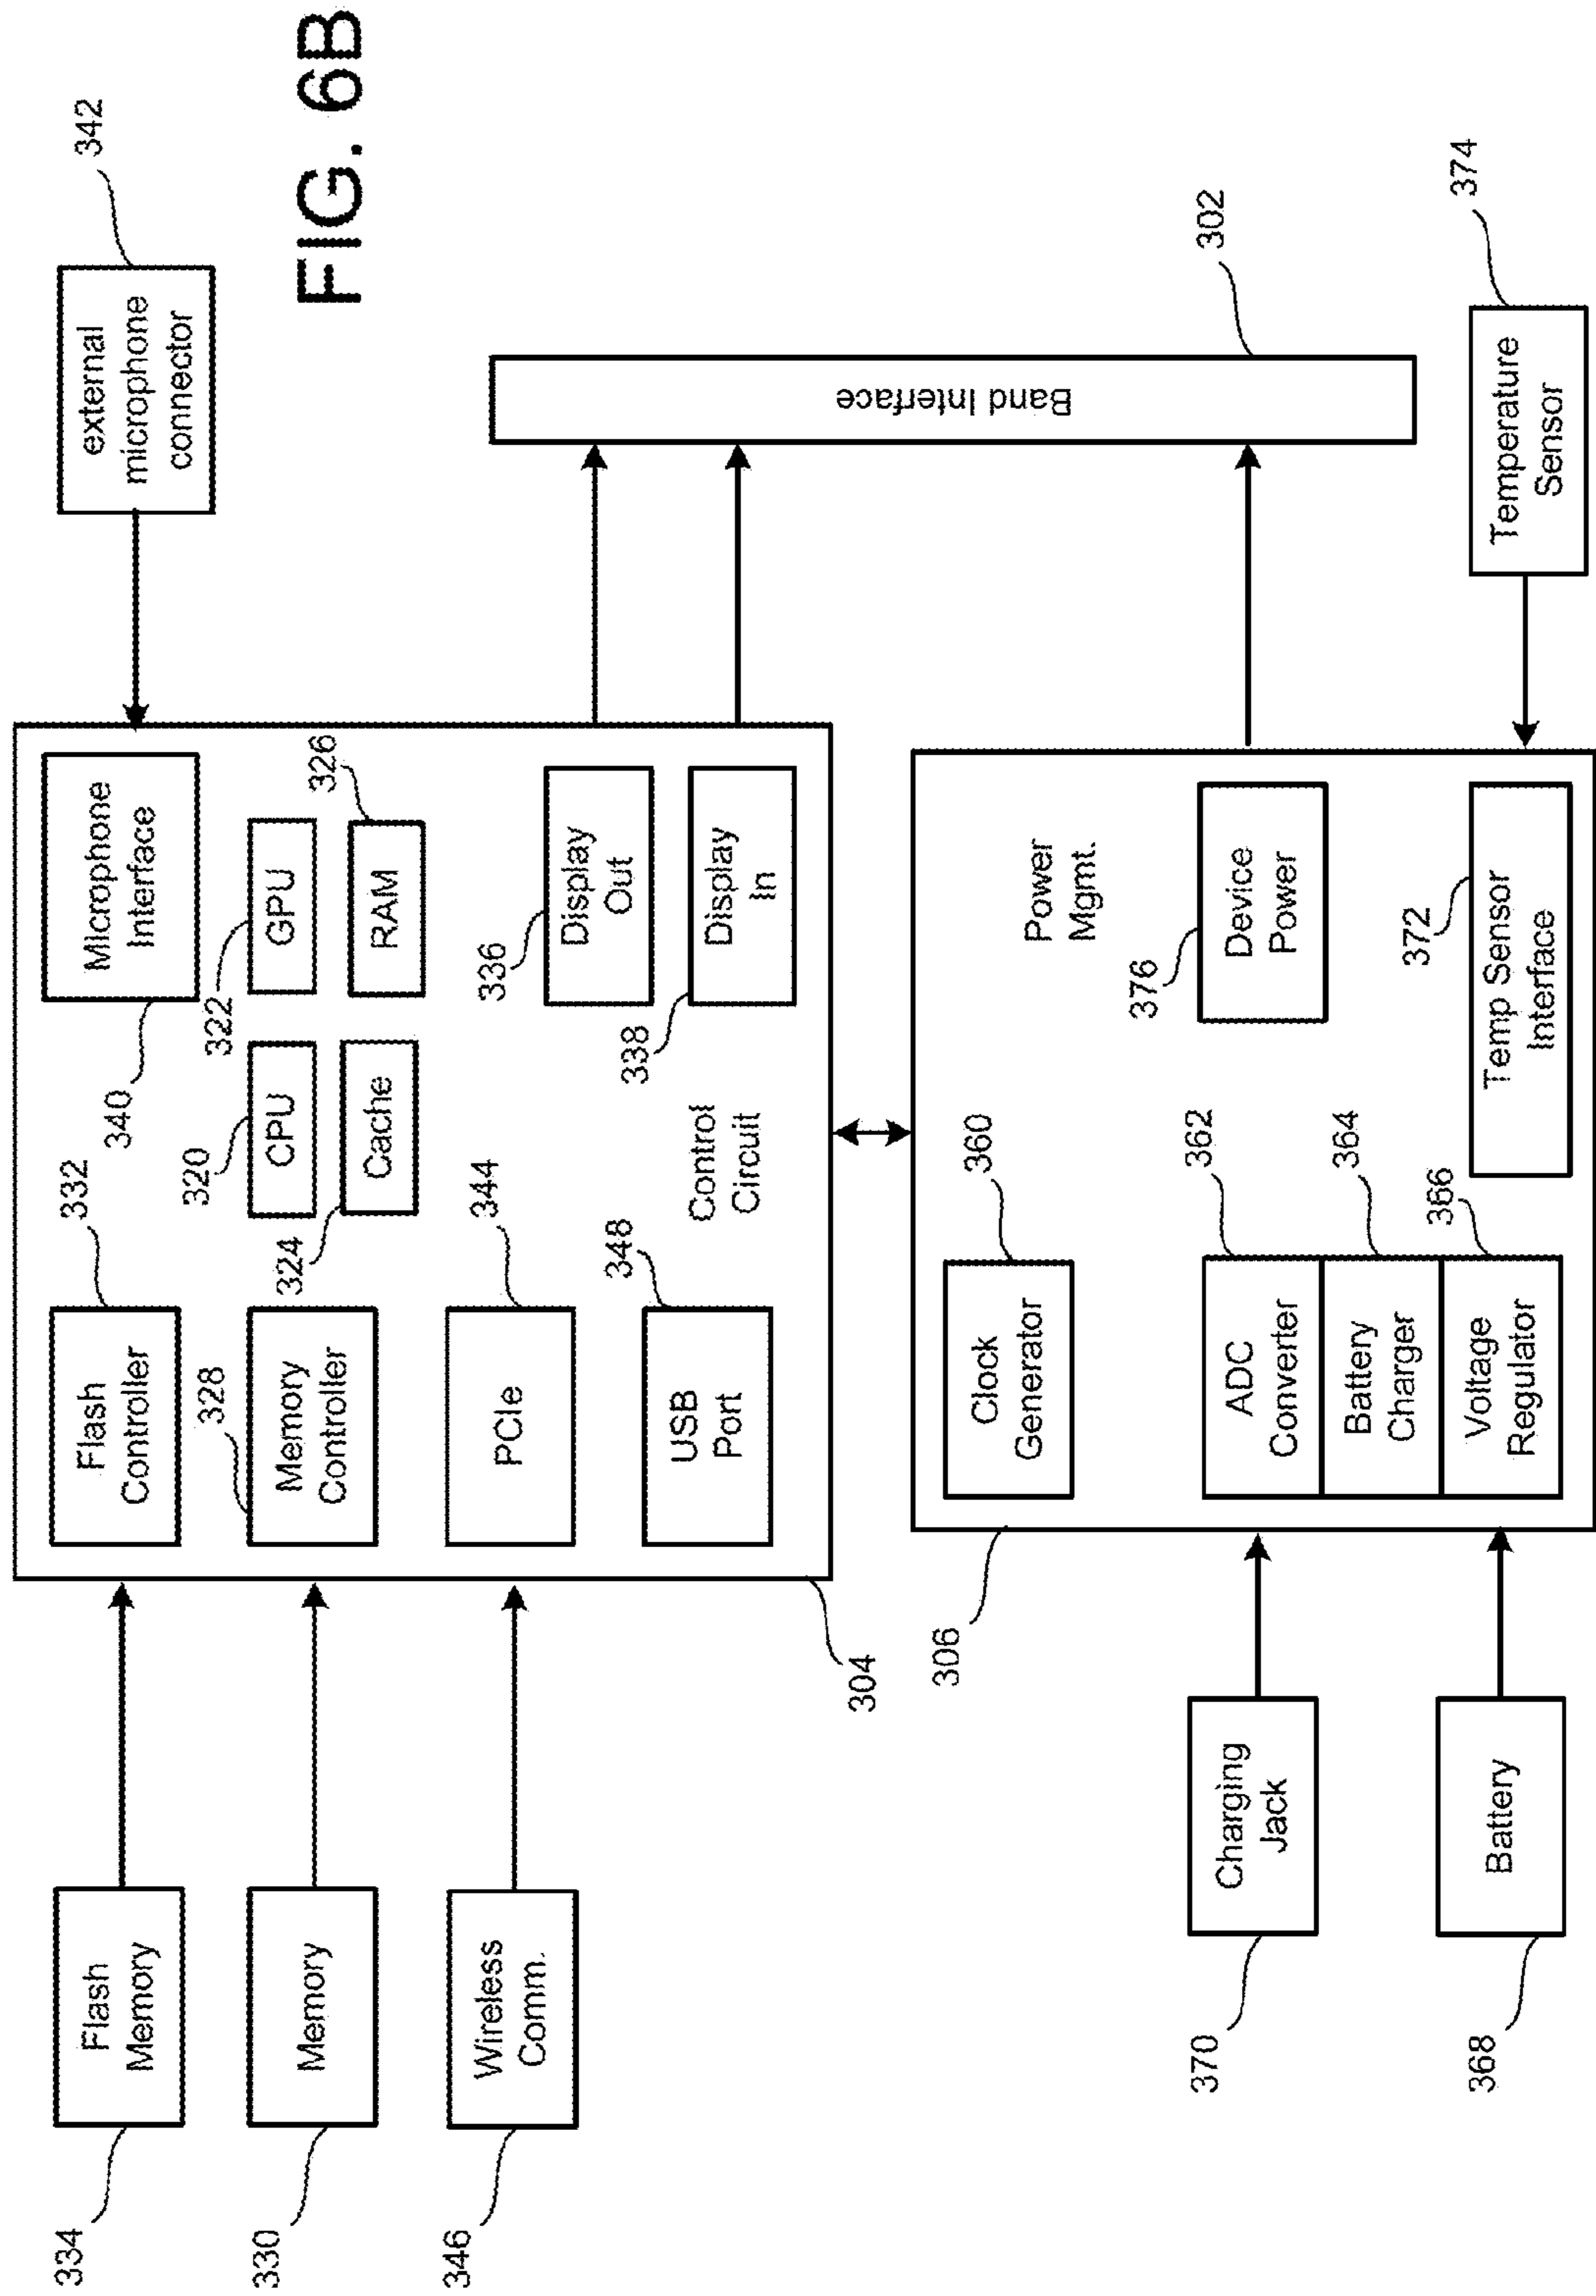 FIG. 6B
334
Flash
Memory
330
Memory
346
Wireless
Comm.
304
332
Flash
Controller
328
Memory
Controller
344
PCIe
348
USB
Port
320
CPU
324
Cache
322
GPU
326
RAM
340
Microphone
Interface
336
Display
Out
338
Display
In
Control
Circuit
342
external
microphone
connector
302
Band Interface
306
360
Clock
Generator
362
ADC
Converter
364
Battery
Charger
366
Voltage
Regulator
Power
Mgmt.
376
Device
Power
372
Temp Sensor
Interface
374
Temperature
Sensor
370
Charging
Jack
368
Battery